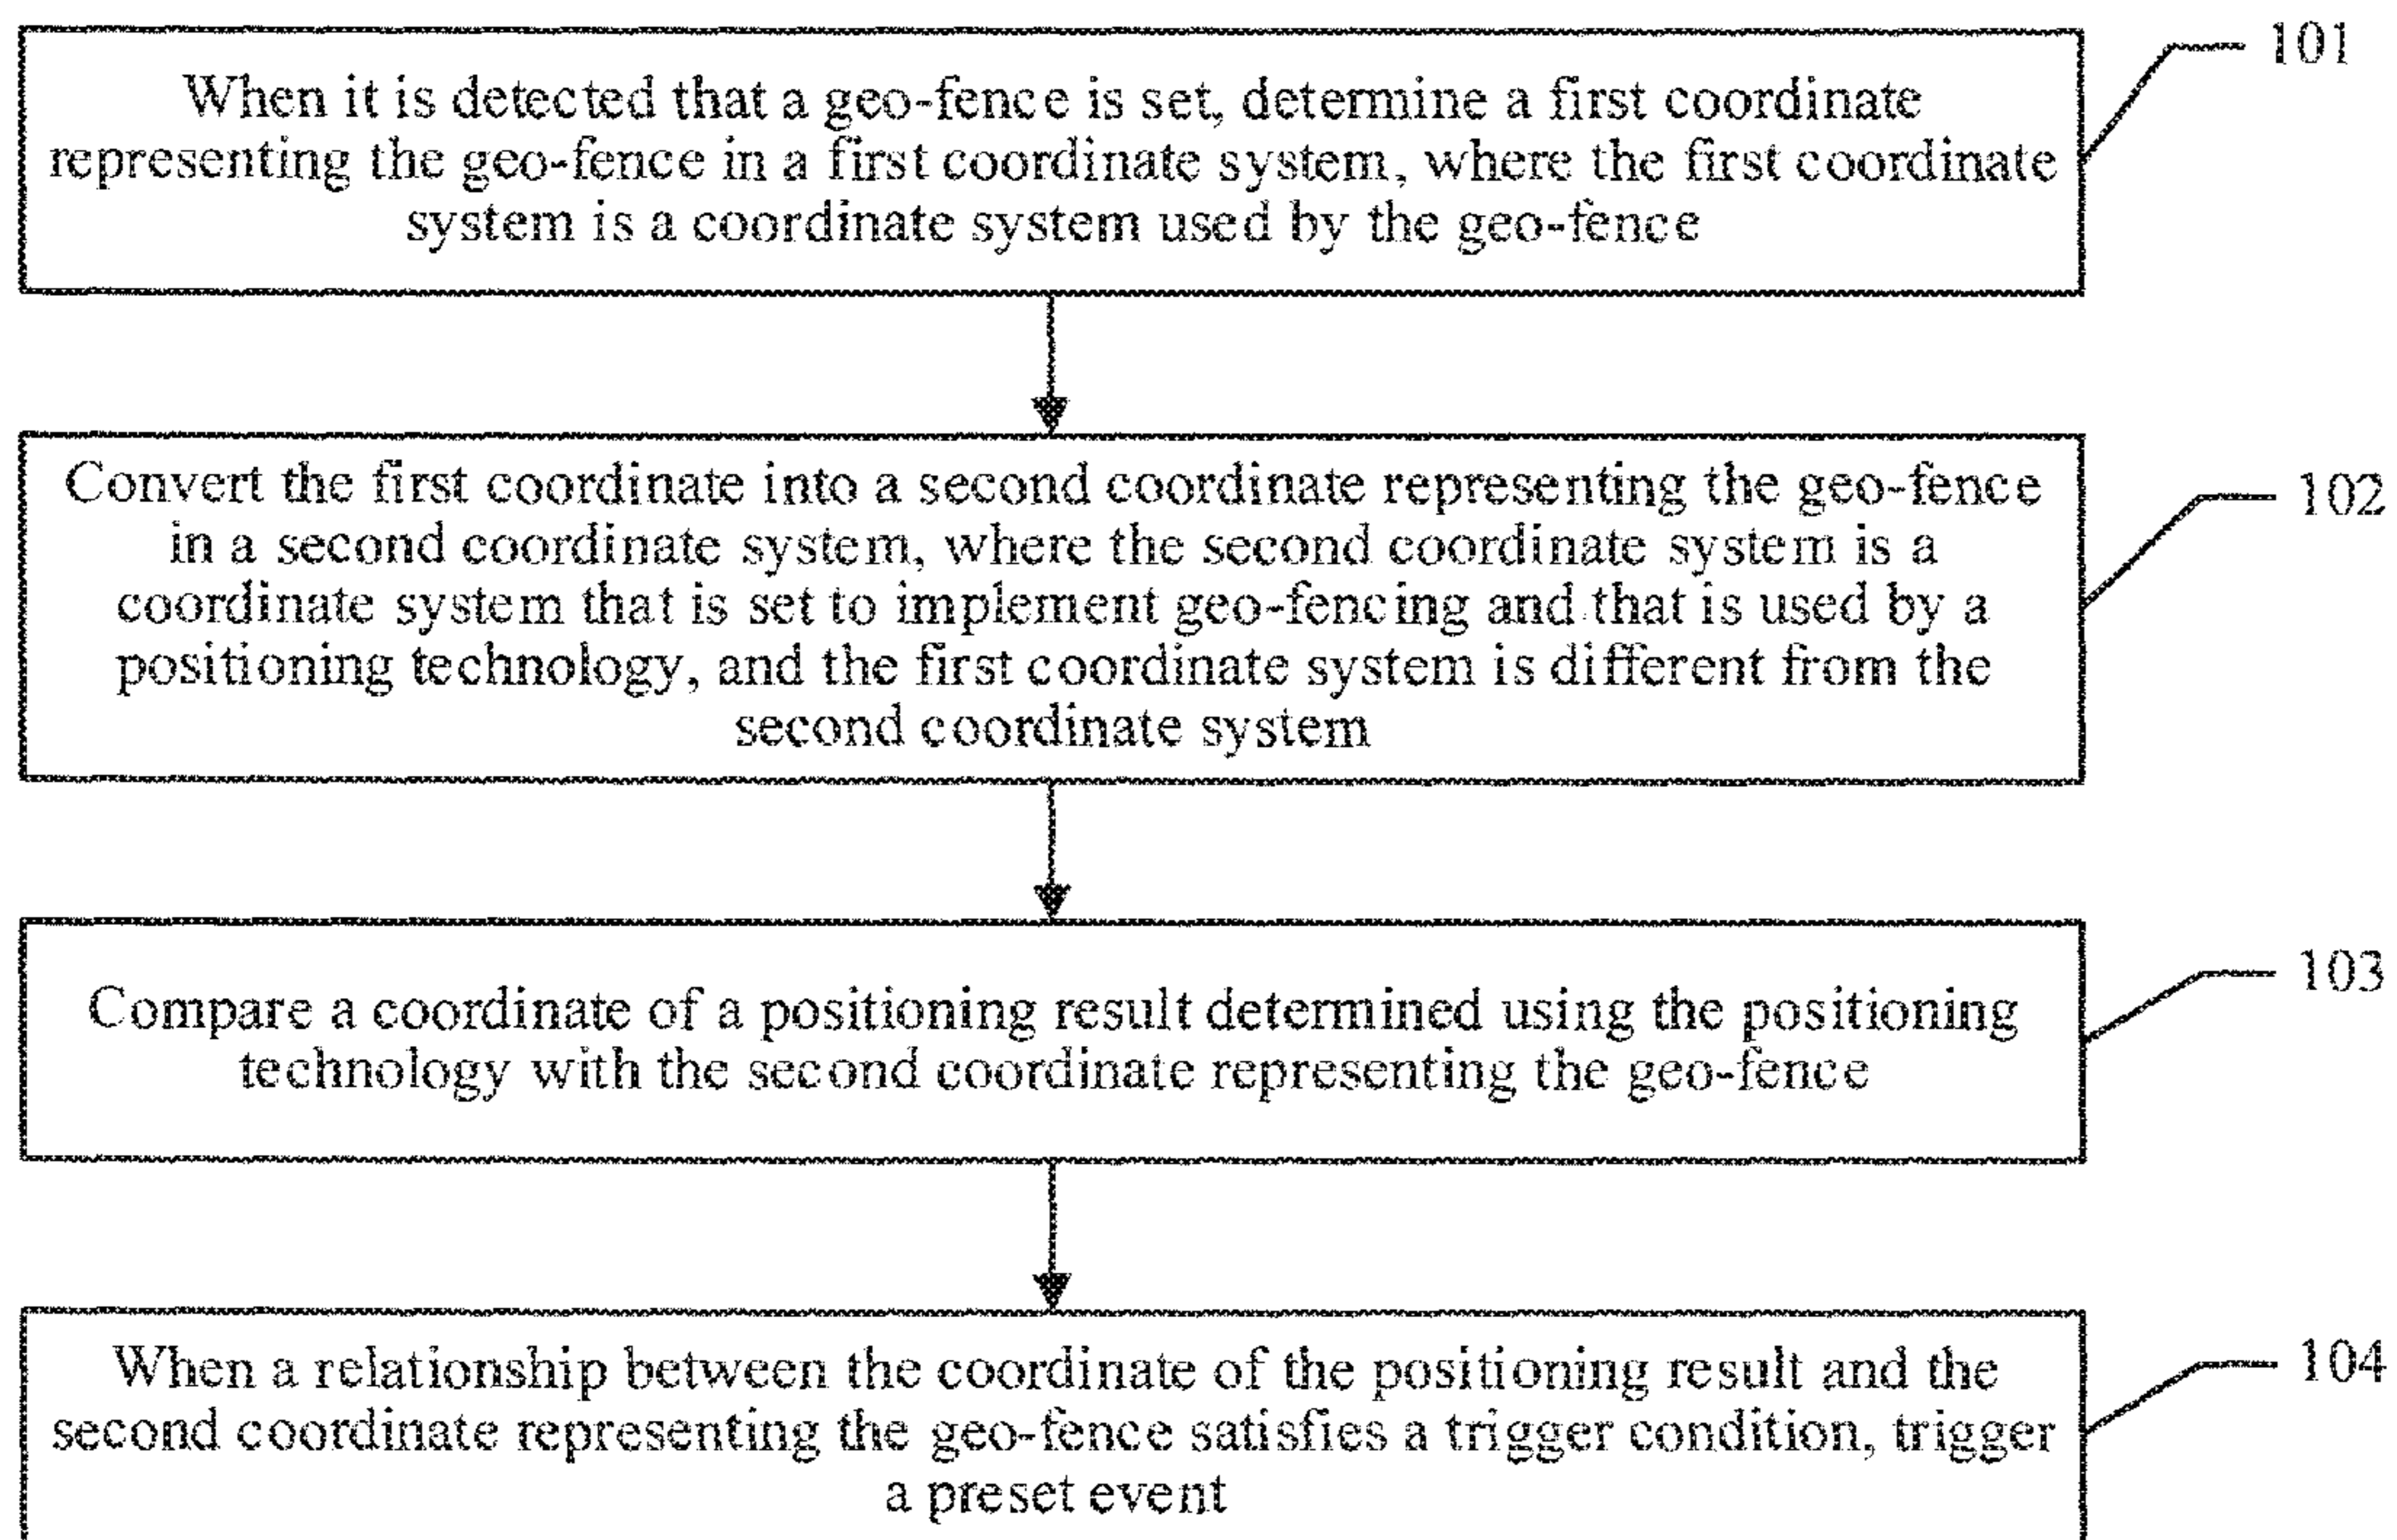 101
When it is detected that a geo-fence is set, determine a first coordinate
representing the geo-fence in a first coordinate system, where the first coordinate
system is a coordinate system used by the geo-fence
102
Convert the first coordinate into a second coordinate representing the geo-fence
in a second coordinate system, where the second coordinate system is a
coordinate system that is set to implement geo-fencing and that is used by a
positioning technology, and the first coordinate system is different from the
second coordinate system
103
Compare a coordinate of a positioning result determined using the positioning
technology with the second coordinate representing the geo-fence
104
When a relationship between the coordinate of the positioning result and the
second coordinate representing the geo-fence satisfies a trigger condition, trigger
a preset event